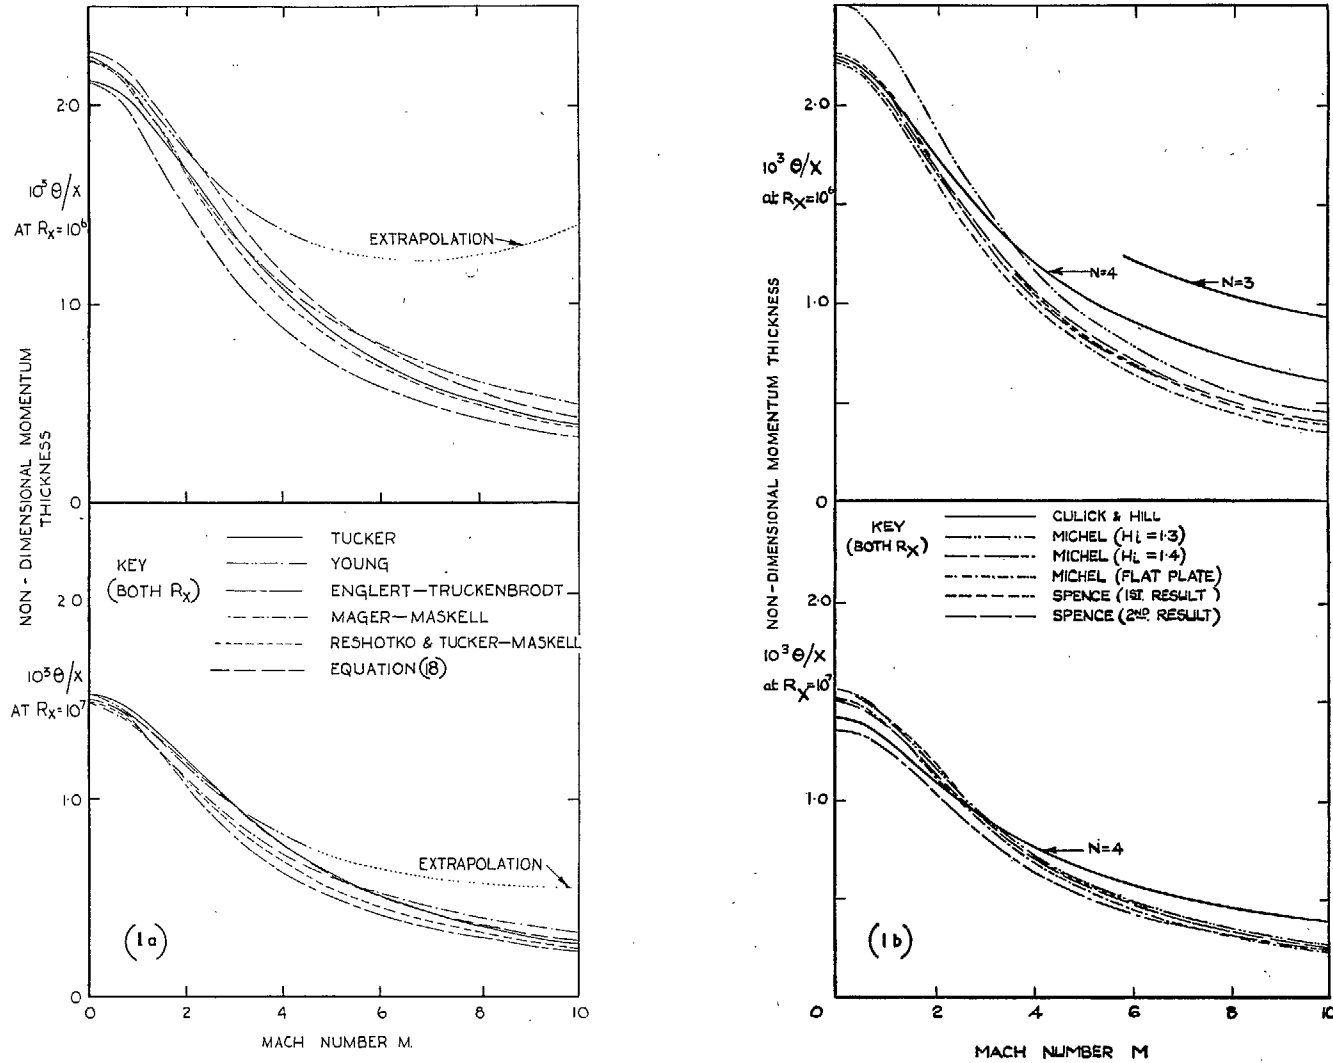 2·0
10³ θ/x
AT Rx=10⁶
EXTRAPOLATION
1·0
NON-DIMENSIONAL MOMENTUM
THICKNESS
0
KEY
(BOTH Rx)
TUCKER
YOUNG
ENGLERT—TRUCKENBRODT
MAGER—MASKELL
RESHOTKO & TUCKER—MASKELL
EQUATION (18)
2·0
10³ θ/x
AT Rx=10⁷
1·0
EXTRAPOLATION
(1a)
0
0 2 4 6 8 10
MACH NUMBER M.
2.0
10³ θ/x
at Rx=10⁶
N=4
N=3
1.0
NON-DIMENSIONAL MOMENTUM THICKNESS
0
KEY
(BOTH Rx)
CULICK & HILL
MICHEL (Hi = 1·3)
MICHEL (Hi = 1·4)
MICHEL (FLAT PLATE)
SPENCE (1ST. RESULT)
SPENCE (2ND. RESULT)
2·0
10³ θ/x
at Rx=10⁷
1·0
N=4
(1b)
0 2 4 6 8 10
MACH NUMBER M